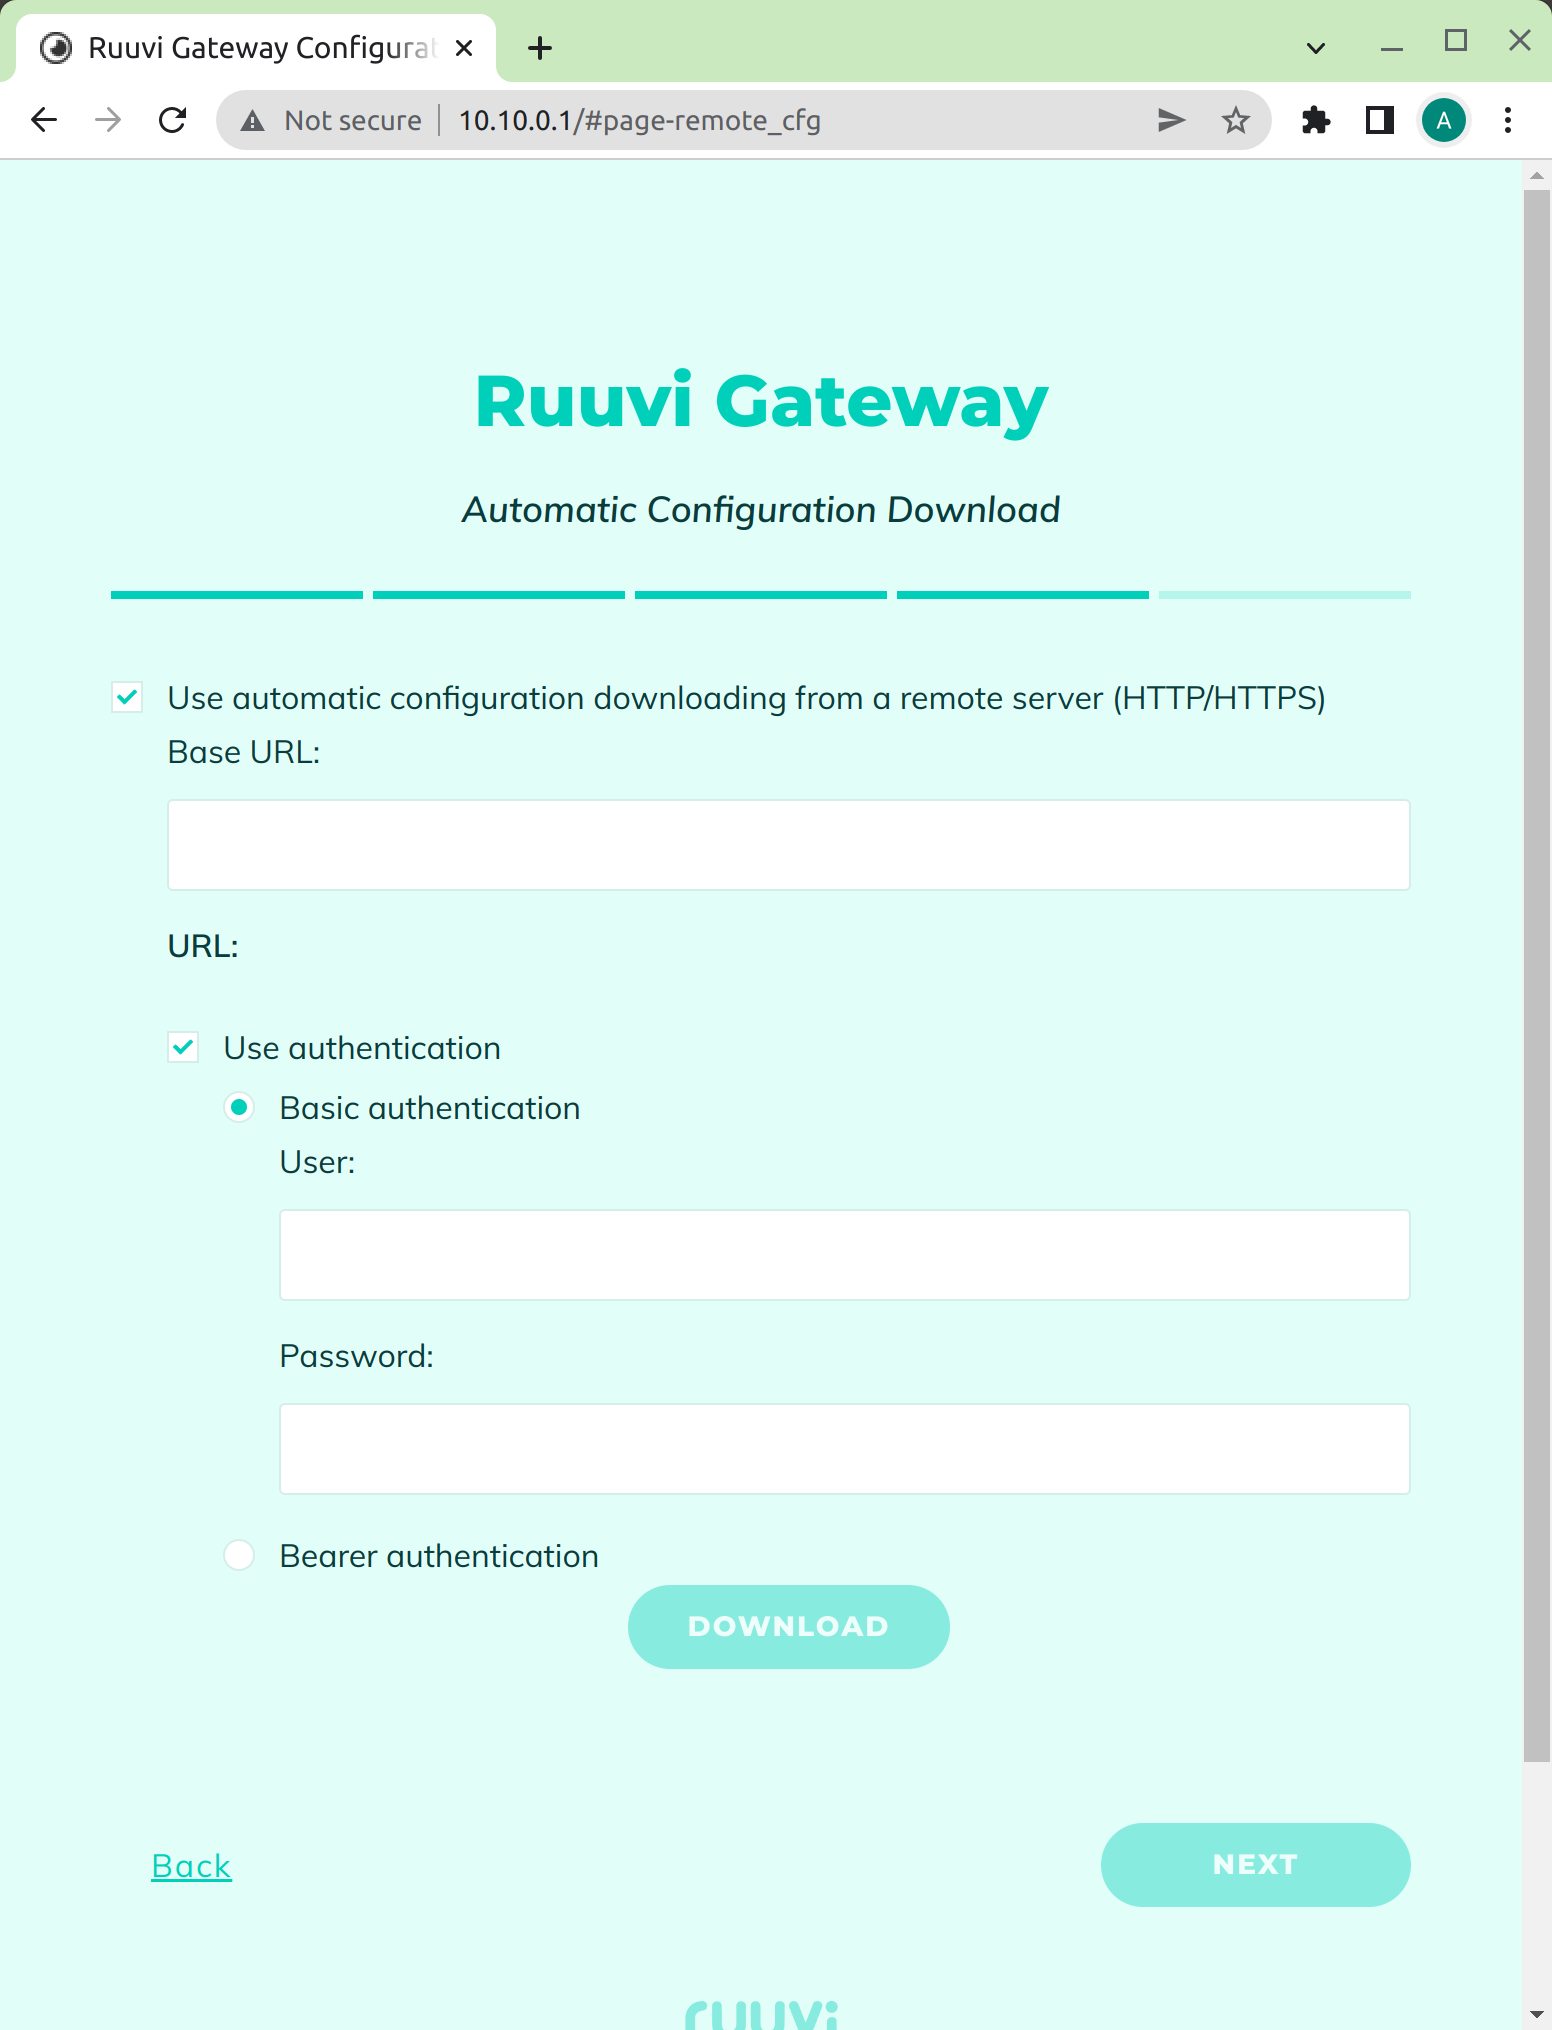 Ruuvi Gateway Configurat
Not secure 10.10.0.1/#page-remote_cfg
A
Ruuvi Gateway
Automatic Configuration Download
Use automatic configuration downloading from a remote server (HTTP/HTTPS)
Base URL:
URL:
Use authentication
Basic authentication
User:
Password:
Bearer authentication
DOWNLOAD
Back
NEXT
ruuvi